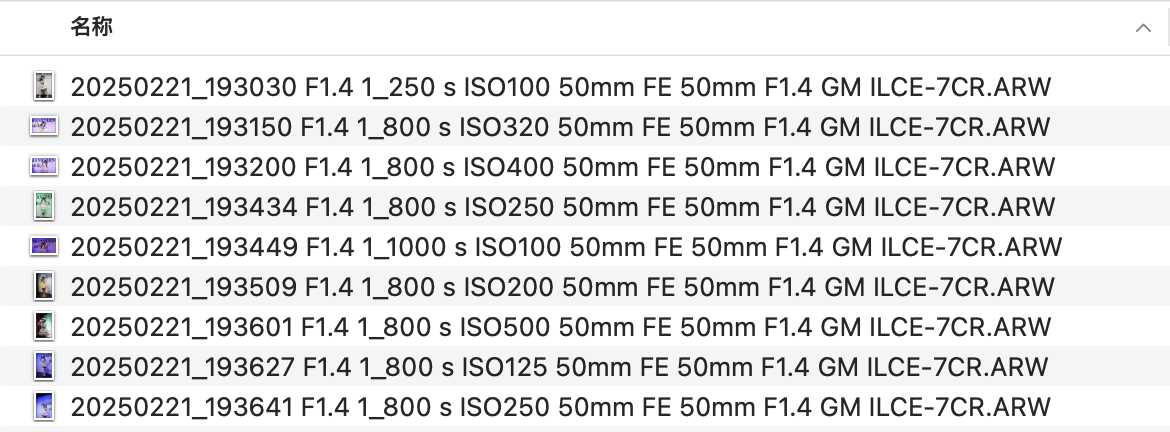 名称
20250221_193030 F1.4 1_250 s ISO100 50mm FE 50mm F1.4 GM ILCE-7CR.ARW
20250221_193150 F1.4 1_800 s ISO320 50mm FE 50mm F1.4 GM ILCE-7CR.ARW
20250221_193200 F1.4 1_800 s ISO400 50mm FE 50mm F1.4 GM ILCE-7CR.ARW
20250221_193434 F1.4 1_800 s ISO250 50mm FE 50mm F1.4 GM ILCE-7CR.ARW
20250221_193449 F1.4 1_1000 s ISO100 50mm FE 50mm F1.4 GM ILCE-7CR.ARW
20250221_193509 F1.4 1_800 s ISO200 50mm FE 50mm F1.4 GM ILCE-7CR.ARW
20250221_193601 F1.4 1_800 s ISO500 50mm FE 50mm F1.4 GM ILCE-7CR.ARW
20250221_193627 F1.4 1_800 s ISO125 50mm FE 50mm F1.4 GM ILCE-7CR.ARW
20250221_193641 F1.4 1_800 s ISO250 50mm FE 50mm F1.4 GM ILCE-7CR.ARW